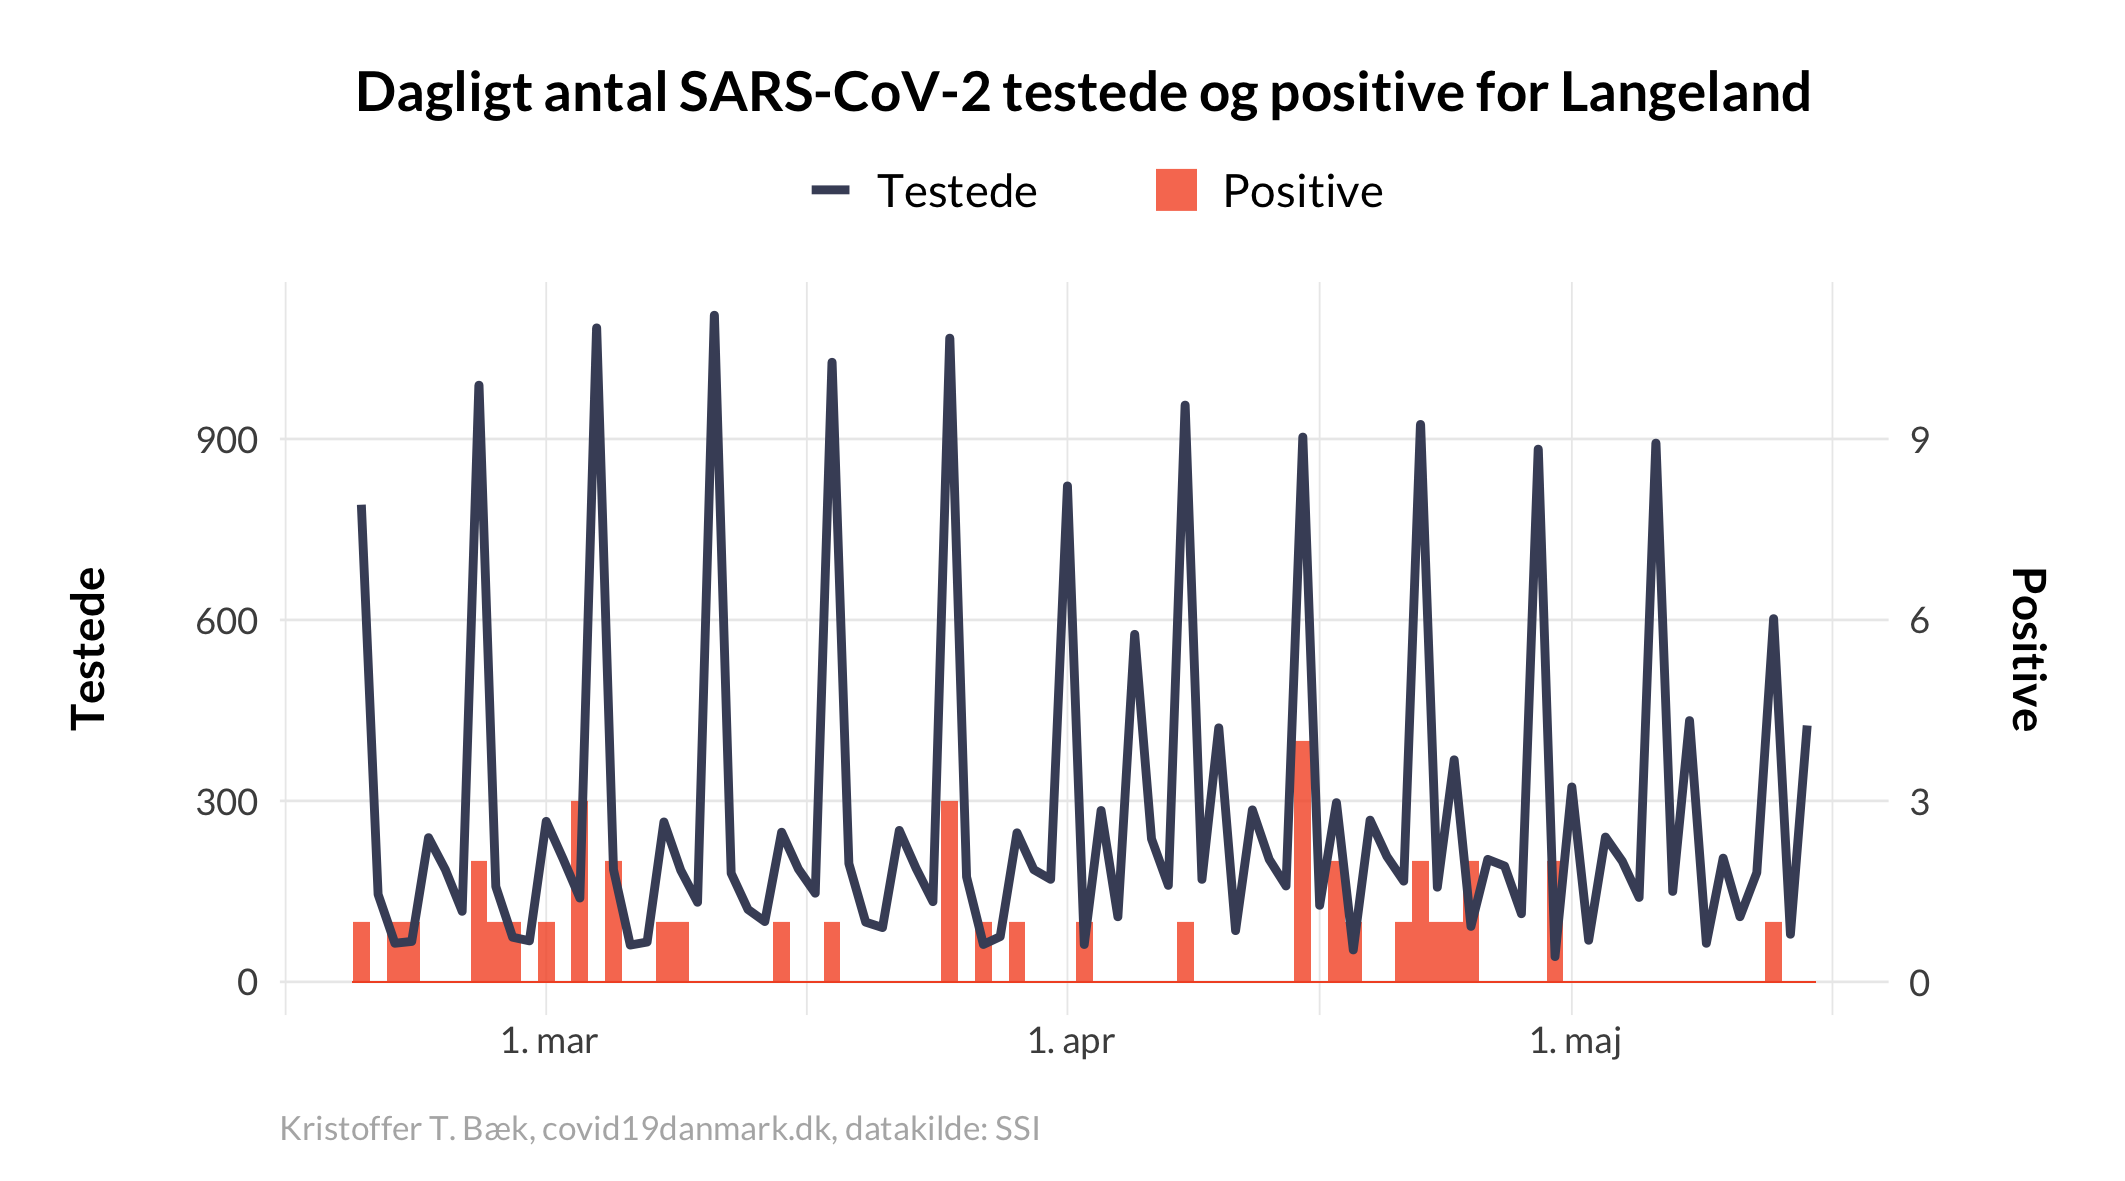 Dagligt antal SARS-CoV-2 testede og positive for Langeland
Testede
Positive
Testede
900
600
300
0
9
6
3
0
Positive
1. mar
1. apr
1. maj
Kristoffer T. Bæk, covid19danmark.dk, datakilde: SSI